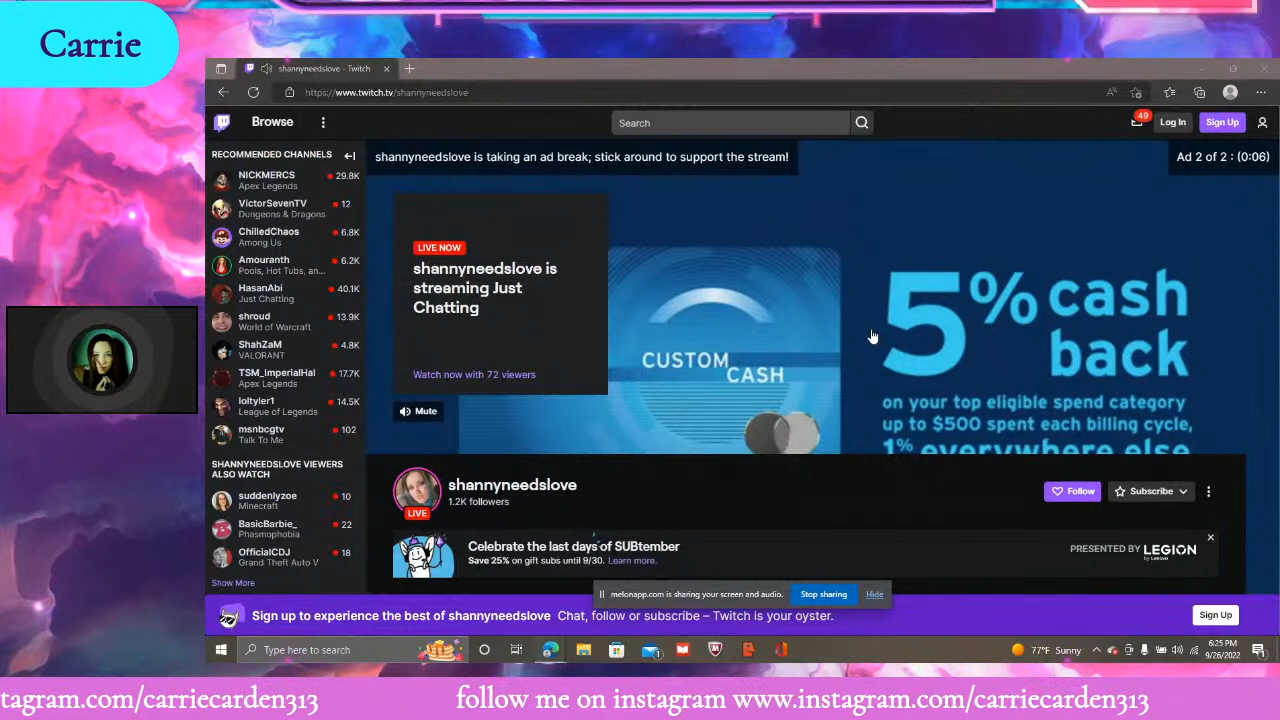 Carrie
shannyneedslove - Twitch
https://www.twitch.tv/shannyneedslove
Browse
Search
49
Log In
Sign Up
RECOMMENDED CHANNELS
shannyneedslove is taking an ad break; stick around to support the stream!
Ad 2 of 2 : (0:06)
NICKMERCS 29.8K
Apex Legends
VictorSevenTV 12
Dungeons & Dragons
ChilledChaos 6.8K
Among Us
Amouranth 6.2K
Pools, Hot Tubs, an...
HasanAbi 40.1K
Just Chatting
shroud 13.9K
World of Warcraft
ShahZaM 4.8K
VALORANT
TSM_ImperialHal 17.7K
Apex Legends
loltyler1 14.5K
League of Legends
msnbcgtv 102
Talk To Me
SHANNYNEEDSLOVE VIEWERS
ALSO WATCH
suddenlyzoe 10
Minecraft
BasicBarbie_ 22
Phasmophobia
OfficialCDJ 18
Grand Theft Auto V
Show More
LIVE NOW
shannyneedslove is
streaming Just
Chatting
Watch now with 72 viewers
Mute
CUSTOM
CASH
5% cash
back
on your top eligible spend category
up to $500 spent each billing cycle,
1% everywhere else
shannyneedslove
1.2K followers
LIVE
Follow
Subscribe
Celebrate the last days of SUBtember
Save 25% on gift subs until 9/30. Learn more.
PRESENTED BY LEGION
by Lenovo
melonapp.com is sharing your screen and audio.
Stop sharing
Hide
Sign up to experience the best of shannyneedslove Chat, follow or subscribe – Twitch is your oyster.
Sign Up
Type here to search
77°F Sunny
6:25 PM
9/26/2022
tagram.com/carriecarden313 follow me on instagram www.instagram.com/carriecarden313